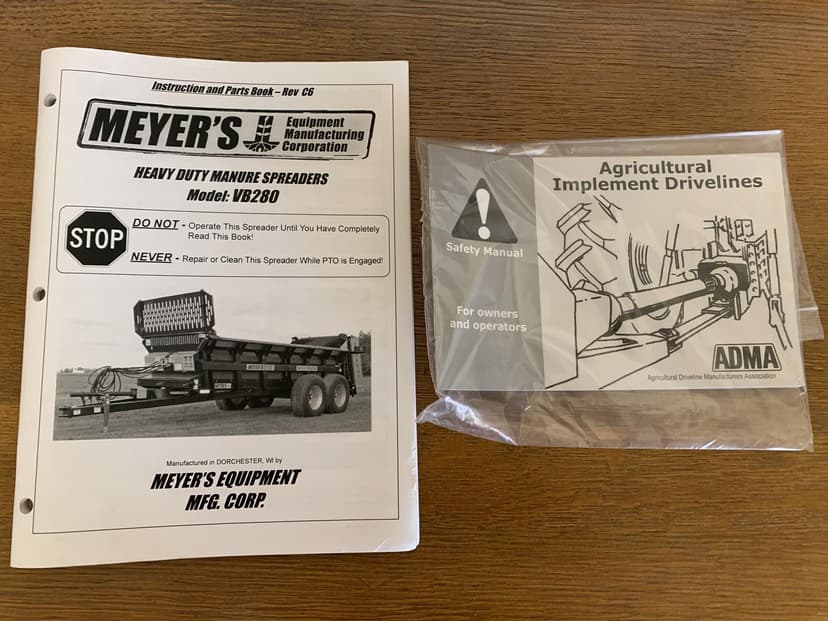 Instruction and Parts Book – Rev C6
MEYER'S
Equipment
Manufacturing
Corporation
HEAVY DUTY MANURE SPREADERS
Model: VB280
STOP
DO NOT - Operate This Spreader Until You Have Completely
Read This Book!
NEVER - Repair or Clean This Spreader While PTO is Engaged!
Manufactured in DORCHESTER, WI by
MEYER'S EQUIPMENT
MFG. CORP.
Agricultural
Implement Drivelines
!
Safety Manual
For owners
and operators
ADMA
Agricultural Driveline Manufacturers Association